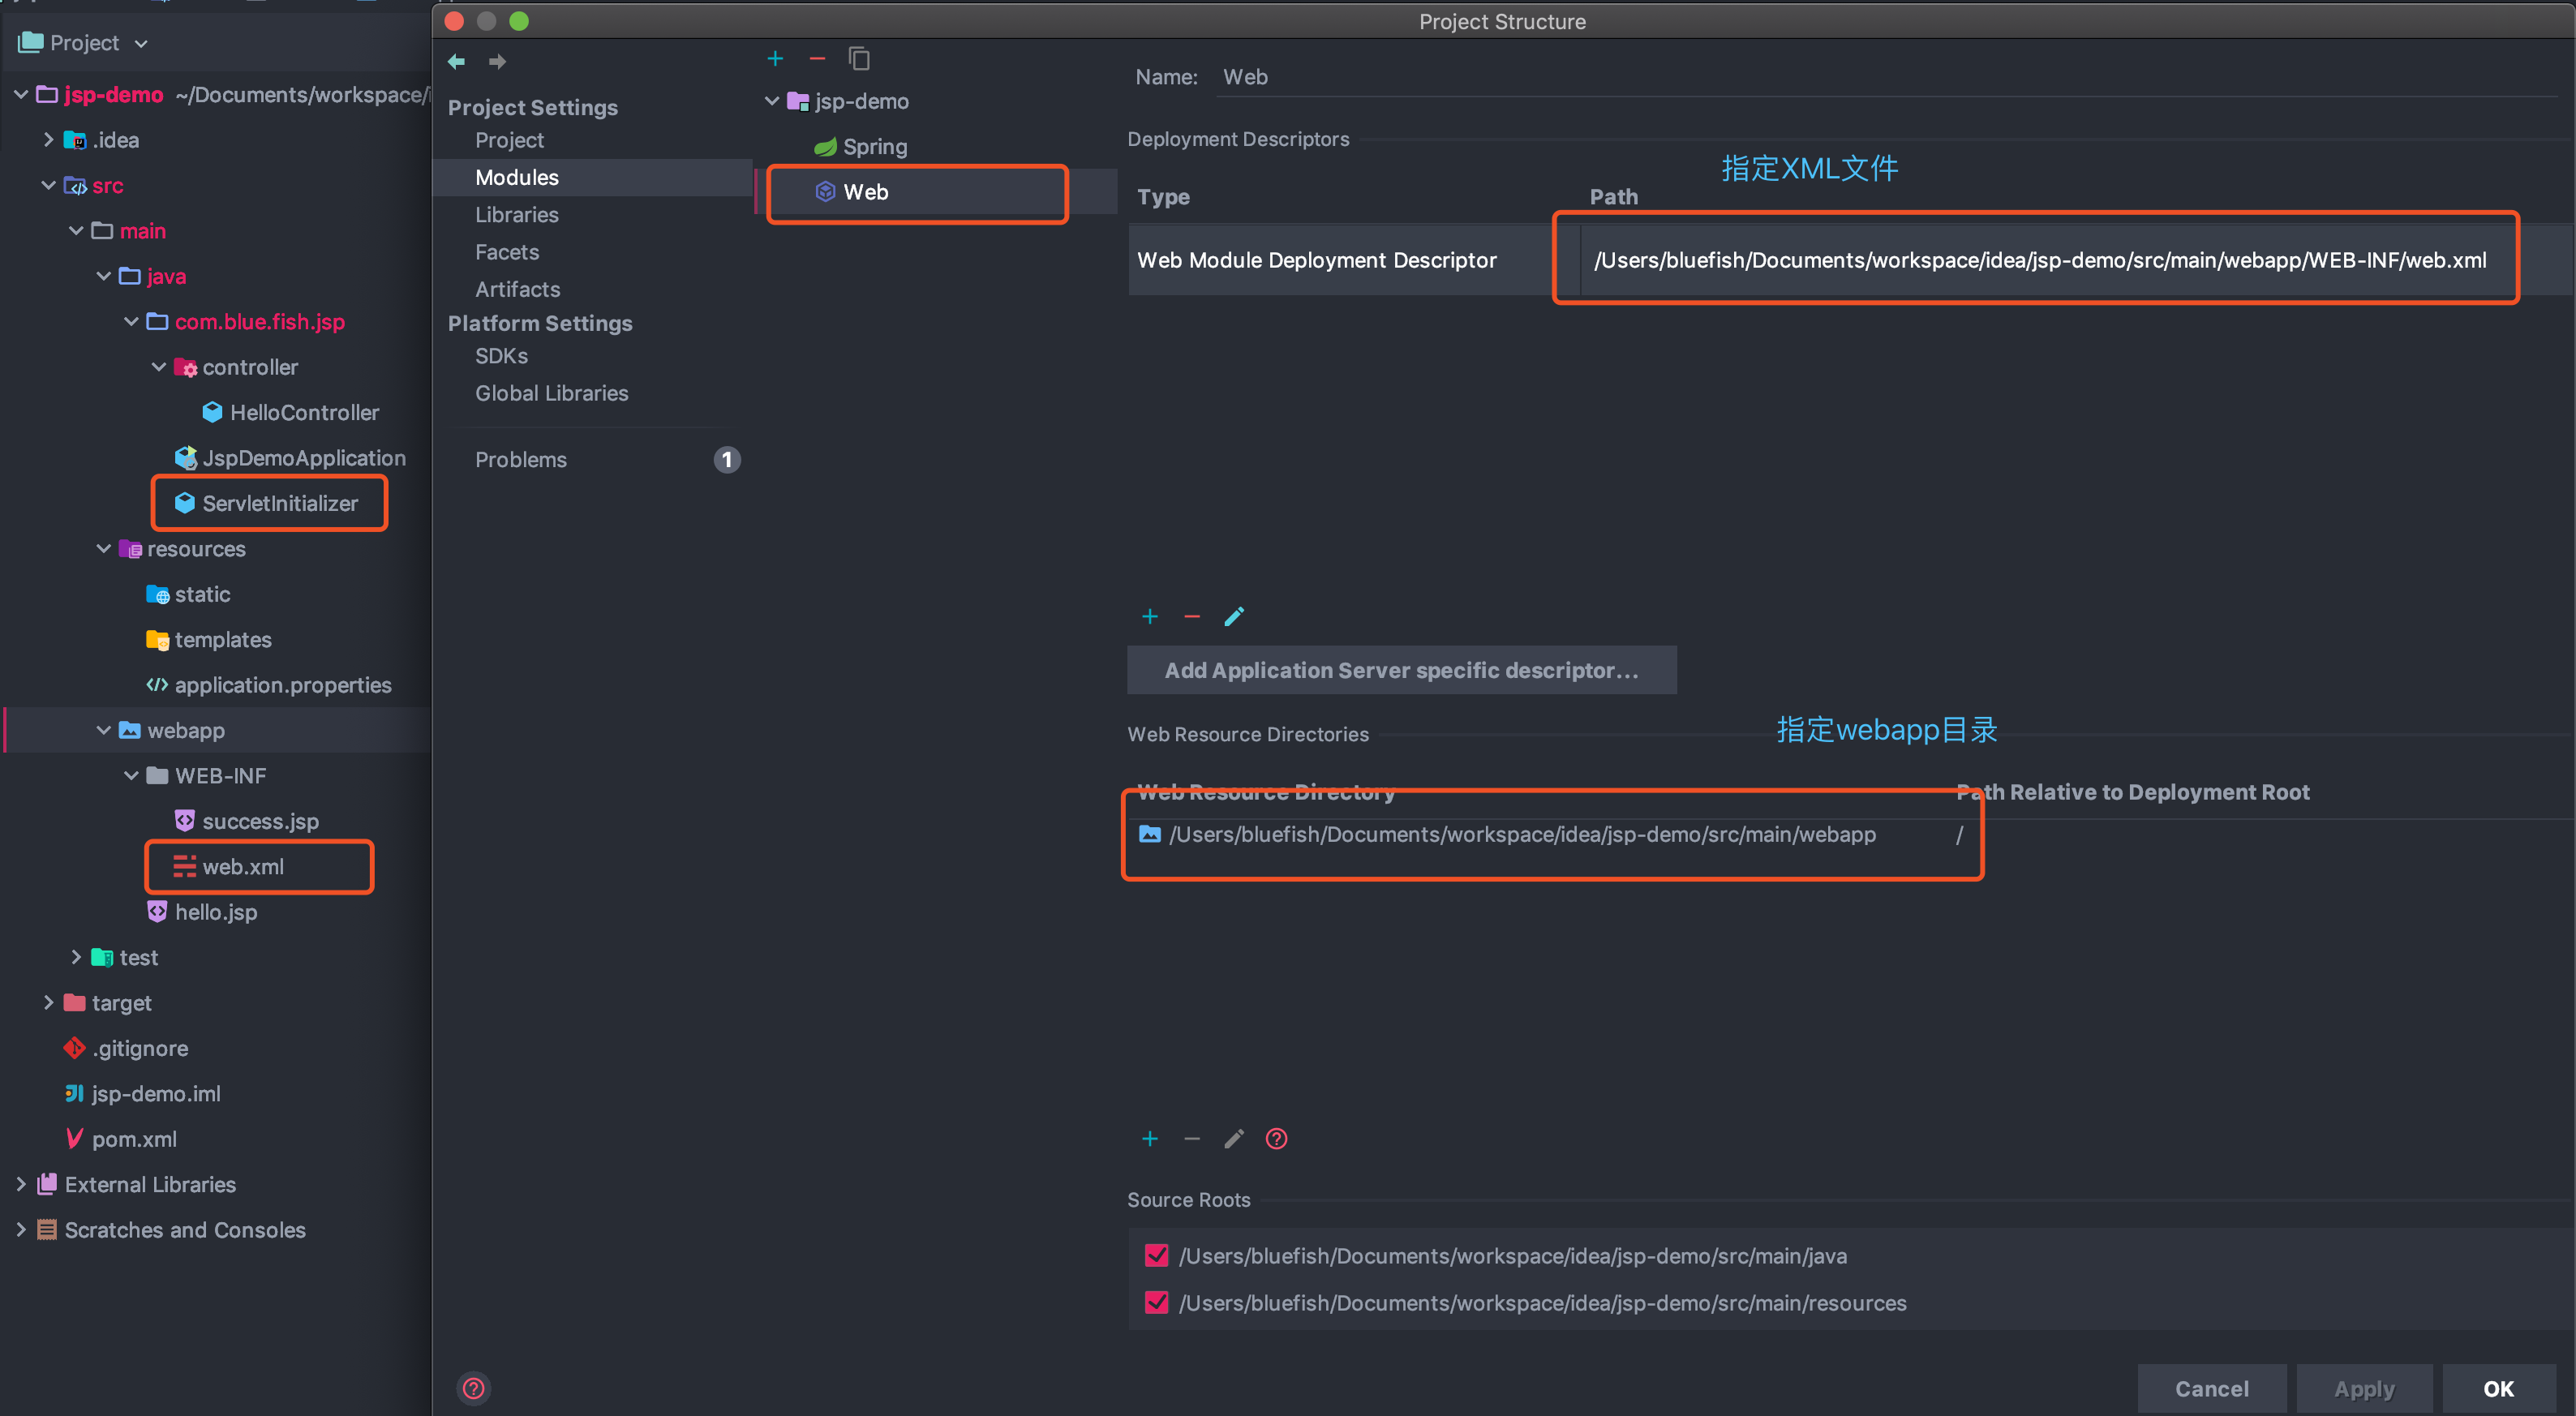 Project
jsp-demo ~/Documents/workspace/i
.idea
src
main
java
com.blue.fish.jsp
controller
HelloController
JspDemoApplication
ServletInitializer
resources
static
templates
application.properties
webapp
WEB-INF
success.jsp
web.xml
hello.jsp
test
target
.gitignore
jsp-demo.iml
pom.xml
External Libraries
Scratches and Consoles
Project Structure
Project Settings
Project
Modules
Libraries
Facets
Artifacts
Platform Settings
SDKs
Global Libraries
Problems 1
jsp-demo
Spring
Web
Name: Web
Deployment Descriptors
指定XML文件
Type Path
Web Module Deployment Descriptor /Users/bluefish/Documents/workspace/idea/jsp-demo/src/main/webapp/WEB-INF/web.xml
Add Application Server specific descriptor...
Web Resource Directories
指定webapp目录
Web Resource Directory Path Relative to Deployment Root
/Users/bluefish/Documents/workspace/idea/jsp-demo/src/main/webapp /
Source Roots
/Users/bluefish/Documents/workspace/idea/jsp-demo/src/main/java
/Users/bluefish/Documents/workspace/idea/jsp-demo/src/main/resources
Cancel Apply OK